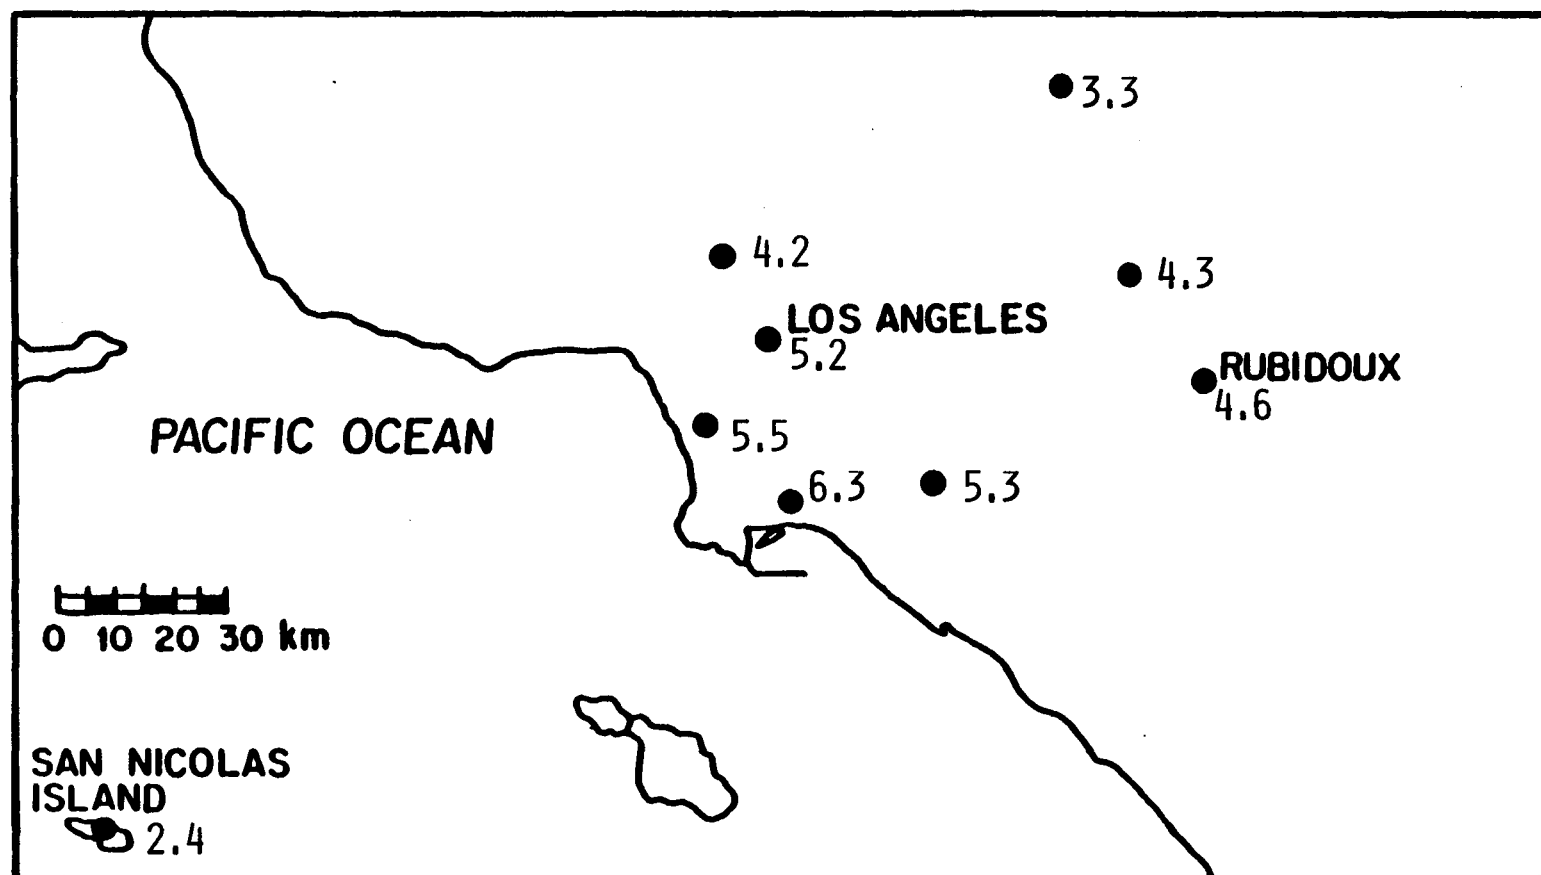 3.3
4.2
4.3
LOS ANGELES
5.2
RUBIDOUX
4.6
PACIFIC OCEAN
5.5
6.3
5.3
0 10 20 30 km
SAN NICOLAS
ISLAND
2.4